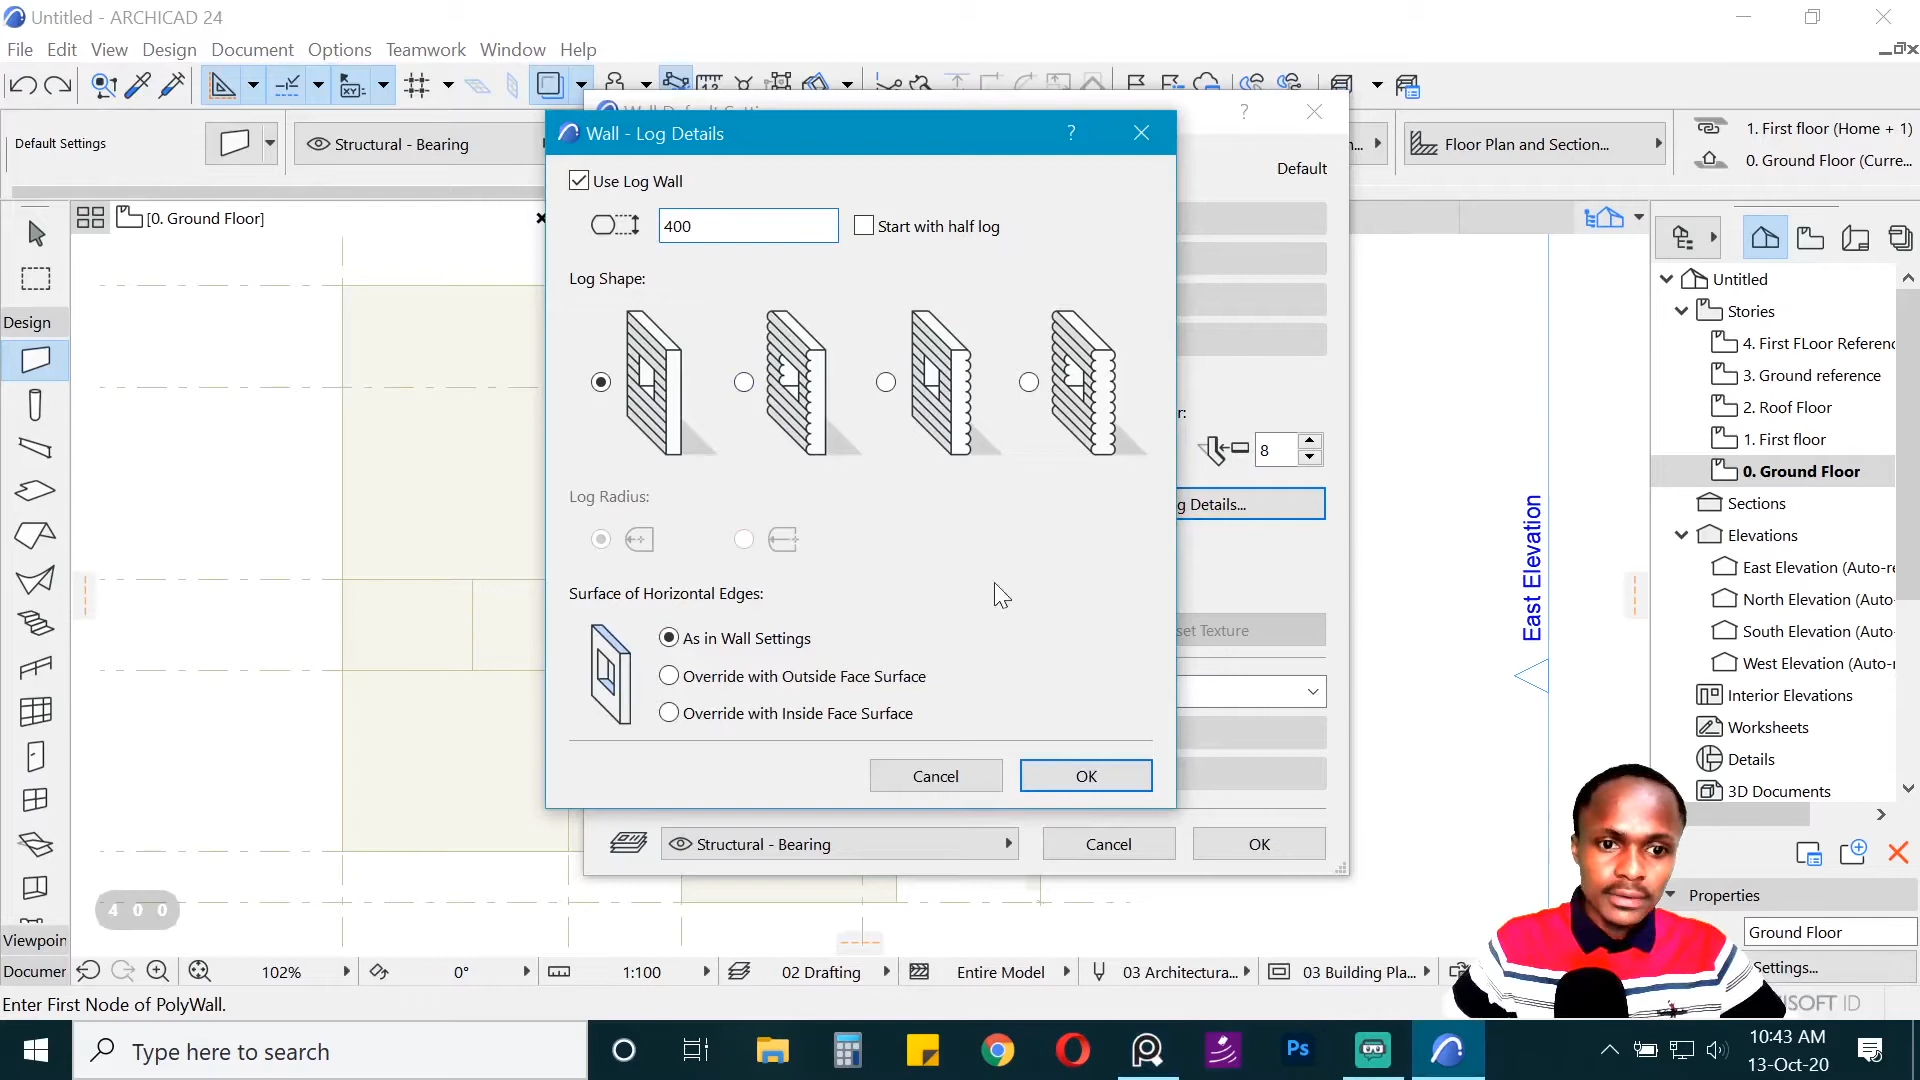 Untitled - ARCHICAD 24
File Edit View Design Document Options Teamwork Window Help
Default Settings
Structural - Bearing
Floor Plan and Section...
1. First floor (Home + 1)
0. Ground Floor (Curre...
[0. Ground Floor]
Design
Viewpoin
Documer
Wall - Log Details
?
Use Log Wall
400
Start with half log
Log Shape:
Log Radius:
Surface of Horizontal Edges:
As in Wall Settings
Override with Outside Face Surface
Override with Inside Face Surface
Cancel
OK
?
Default
r:
8
g Details...
set Texture
Structural - Bearing
Cancel
OK
East Elevation
Untitled
Stories
4. First FLoor Referenc
3. Ground reference
2. Roof Floor
1. First floor
0. Ground Floor
Sections
Elevations
East Elevation (Auto-re
North Elevation (Auto-
South Elevation (Auto-
West Elevation (Auto-r
Interior Elevations
Worksheets
Details
3D Documents
Properties
Ground Floor
Settings...
ISOFT ID
4 0 0
102%
0°
1:100
02 Drafting
Entire Model
03 Architectura...
03 Building Pla...
Enter First Node of PolyWall.
Type here to search
Ps
10:43 AM
13-Oct-20